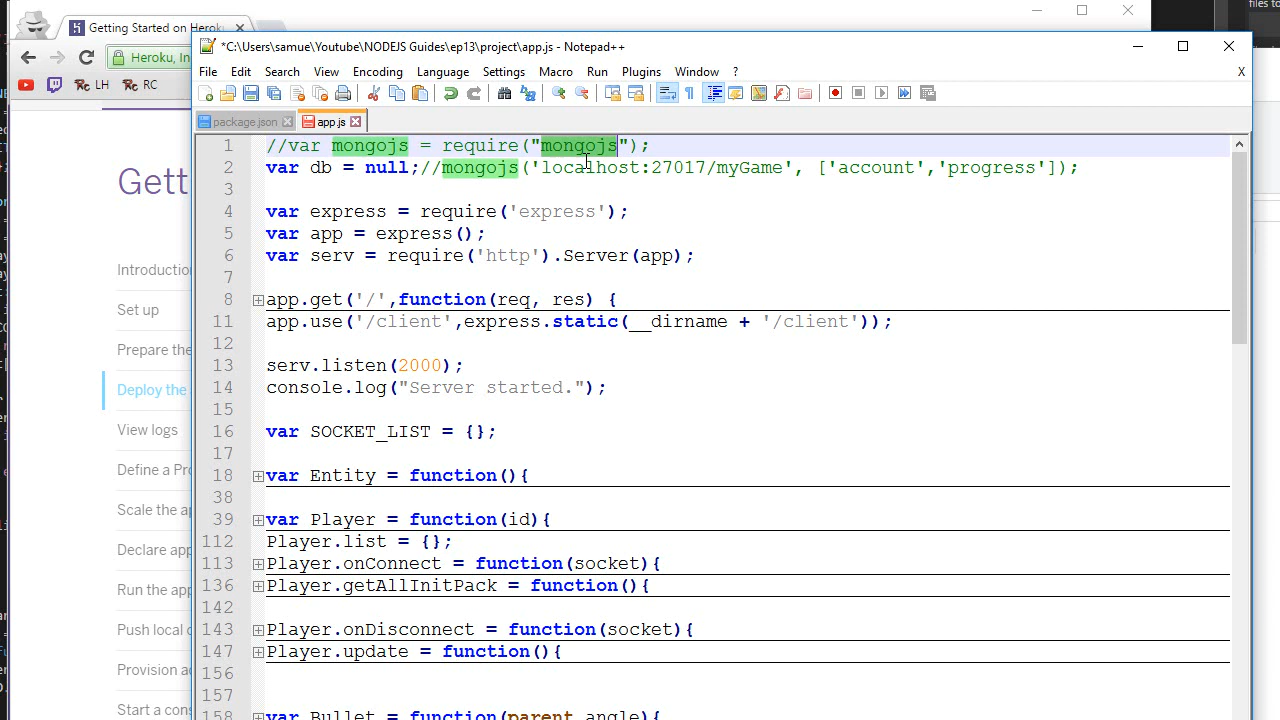 Getting Started on Heroku
*C:\Users\samue\Youtube\NODEJS Guides\ep13\project\app.js - Notepad++
files to
Heroku, In
File Edit Search View Encoding Language Settings Macro Run Plugins Window ? X
LH RC
package.json app.js
1 //var mongojs = require("mongojs");
2 var db = null;//mongojs('localhost:27017/myGame', ['account','progress']);
3
4 var express = require('express');
5 var app = express();
6 var serv = require('http').Server(app);
7
8 app.get('/',function(req, res) {
11 app.use('/client',express.static(__dirname + '/client'));
12
13 serv.listen(2000);
14 console.log("Server started.");
15
16 var SOCKET_LIST = {};
17
18 var Entity = function(){
38
39 var Player = function(id){
112 Player.list = {};
113 Player.onConnect = function(socket){
136 Player.getAllInitPack = function(){
142
143 Player.onDisconnect = function(socket){
147 Player.update = function(){
156
157
158 var Bullet = function(parent,angle){
Gett
Introduction
Set up
Prepare the
Deploy the
View logs
Define a Pro
Scale the ap
Declare app
Run the app
Push local c
Provision ad
Start a cons